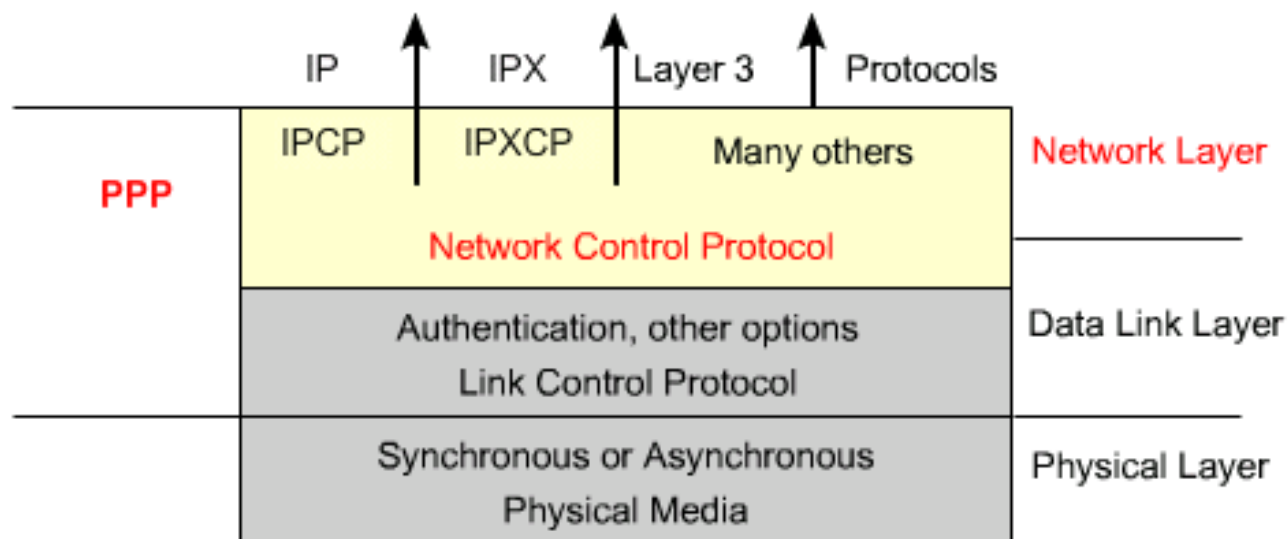 IP IPX Layer 3 Protocols
IPCP IPXCP Many others Network Layer
PPP
Network Control Protocol
Authentication, other options Data Link Layer
Link Control Protocol
Synchronous or Asynchronous Physical Layer
Physical Media